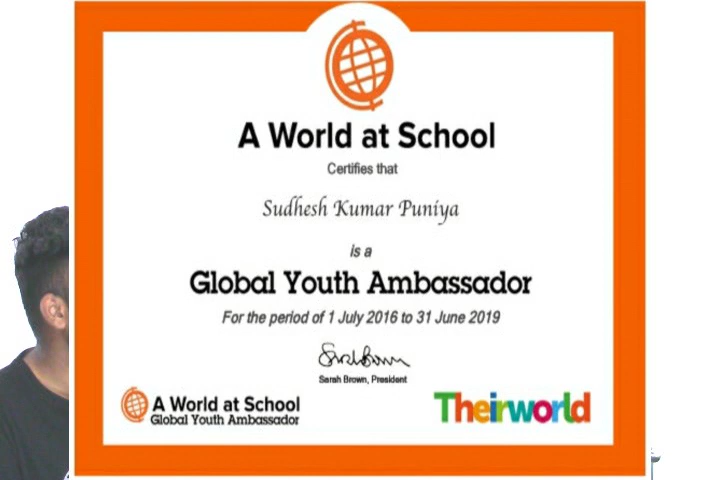 A World at School
Certifies that
Sudhesh Kumar Puniya
is a
Global Youth Ambassador
For the period of 1 July 2016 to 31 June 2019
Sarah Brown, President
A World at School
Global Youth Ambassador
Theirworld